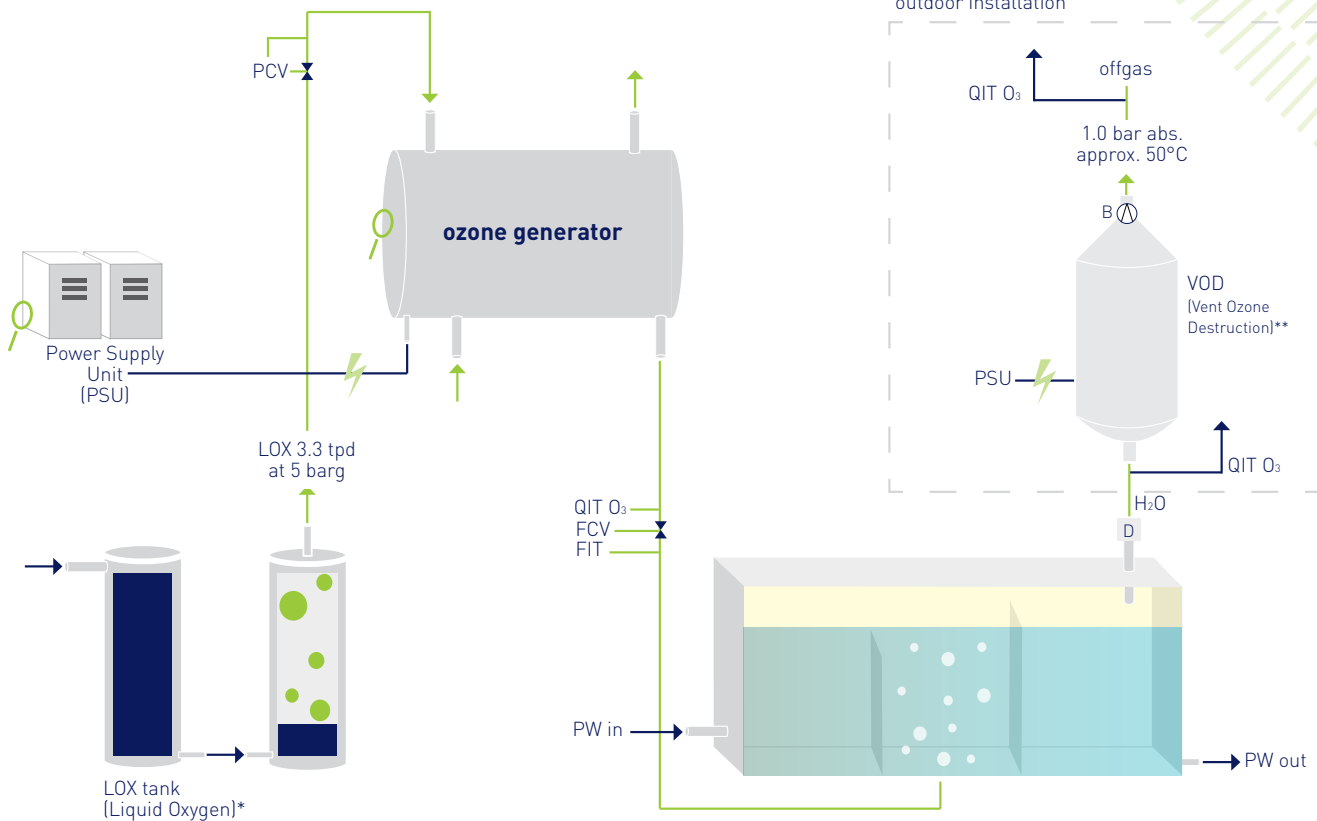 outdoor installation
PCV
offgas
QIT O₃
1.0 bar abs.
approx. 50°C
B
ozone generator
VOD
(Vent Ozone
Destruction)**
Power Supply
Unit
(PSU)
PSU
LOX 3.3 tpd
at 5 barg
QIT O₃
H₂O
QIT O₃
FCV
FIT
D
PW in
PW out
LOX tank
(Liquid Oxygen)*